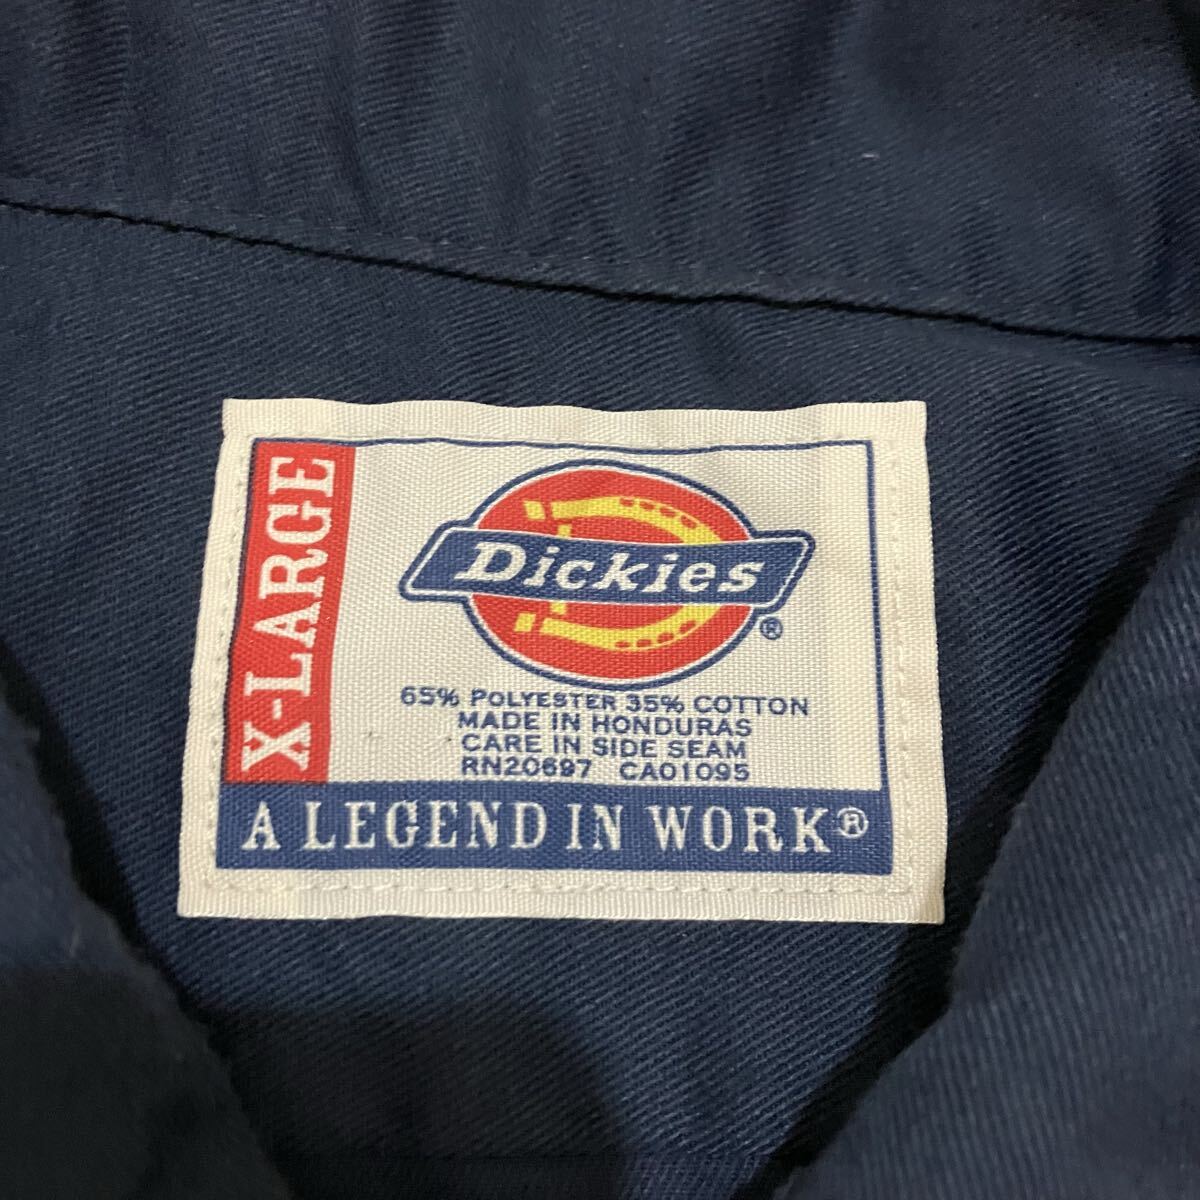 X-LARGE
Dickies®
65% POLYESTER 35% COTTON
MADE IN HONDURAS
CARE IN SIDE SEAM
RN20697 CA01095
A LEGEND IN WORK®